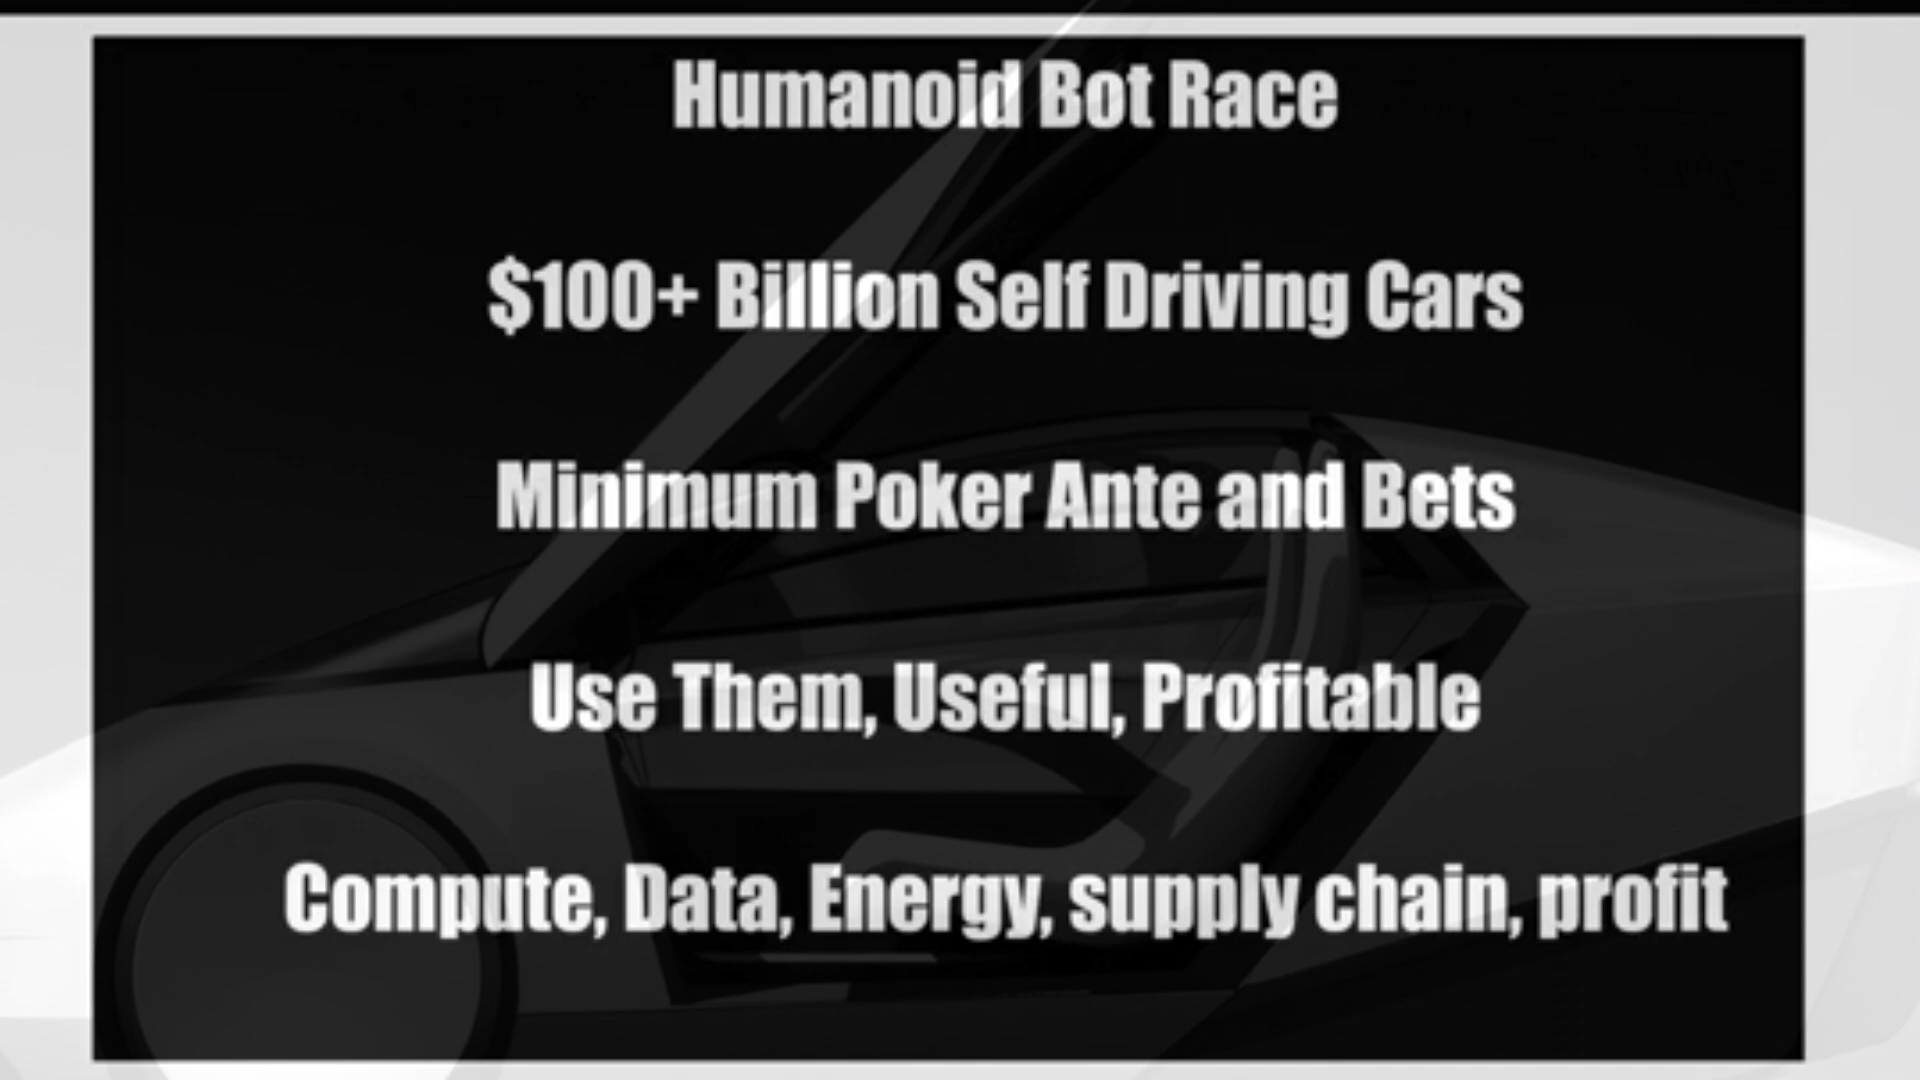 Humanoid Bot Race
$100+ Billion Self Driving Cars
Minimum Poker Ante and Bets
Use Them, Useful, Profitable
Compute, Data, Energy, supply chain, profit